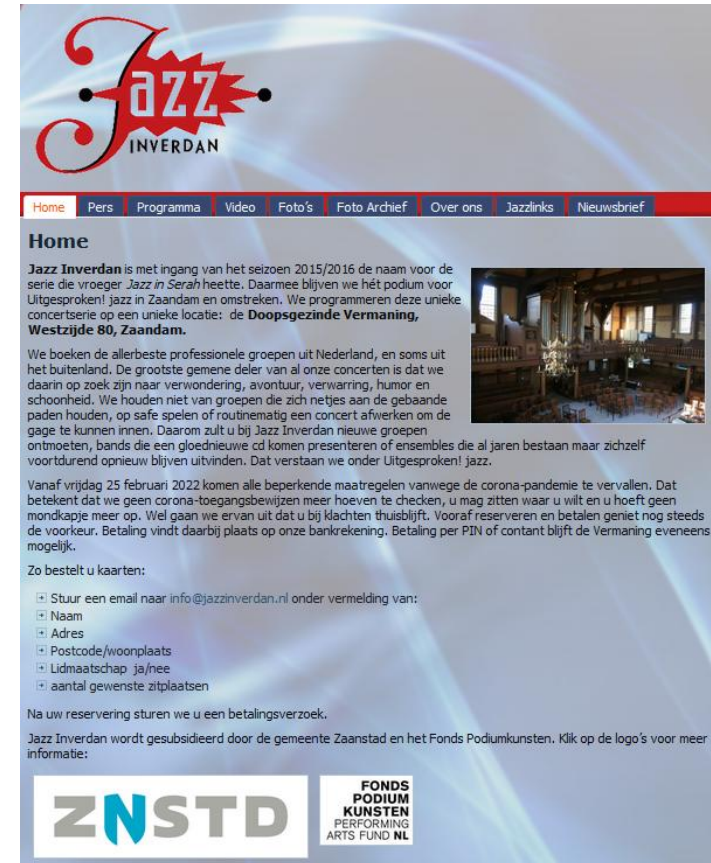 Jazz
INVERDAN
Home Pers Programma Video Foto's Foto Archief Over ons Jazzlinks Nieuwsbrief
Home
Jazz Inverdan is met ingang van het seizoen 2015/2016 de naam voor de
serie die vroeger Jazz in Serah heette. Daarmee blijven we hét podium voor
Uitgesproken! jazz in Zaandam en omstreken. We programmeren deze unieke
concertserie op een unieke locatie: de Doopsgezinde Vermaning,
Westzijde 80, Zaandam.
We boeken de allerbeste professionele groepen uit Nederland, en soms uit
het buitenland. De grootste gemene deler van al onze concerten is dat we
daarin op zoek zijn naar verwondering, avontuur, verwarring, humor en
schoonheid. We houden niet van groepen die zich netjes aan de gebaande
paden houden, op safe spelen of routinematig een concert afwerken om de
gage te kunnen innen. Daarom zult u bij Jazz Inverdan nieuwe groepen
ontmoeten, bands die een gloednieuwe cd komen presenteren of ensembles die al jaren bestaan maar zichzelf
voortdurend opnieuw blijven uitvinden. Dat verstaan we onder Uitgesproken! jazz.
Vanaf vrijdag 25 februari 2022 komen alle beperkende maatregelen vanwege de corona-pandemie te vervallen. Dat
betekent dat we geen corona-toegangsbewijzen meer hoeven te checken, u mag zitten waar u wilt en u hoeft geen
mondkapje meer op. Wel gaan we ervan uit dat u bij klachten thuisblijft. Vooraf reserveren en betalen geniet nog steeds
de voorkeur. Betaling vindt daarbij plaats op onze bankrekening. Betaling per PIN of contant blijft de Vermaning eveneens
mogelijk.
Zo bestelt u kaarten:
Stuur een email naar info@jazzinverdan.nl onder vermelding van:
Naam
Adres
Postcode/woonplaats
Lidmaatschap ja/nee
aantal gewenste zitplaatsen
Na uw reservering sturen we u een betalingsverzoek.
Jazz Inverdan wordt gesubsidieerd door de gemeente Zaanstad en het Fonds Podiumkunsten. Klik op de logo's voor meer
informatie:
ZNSTD
FONDS
PODIUM
KUNSTEN
PERFORMING
ARTS FUND NL